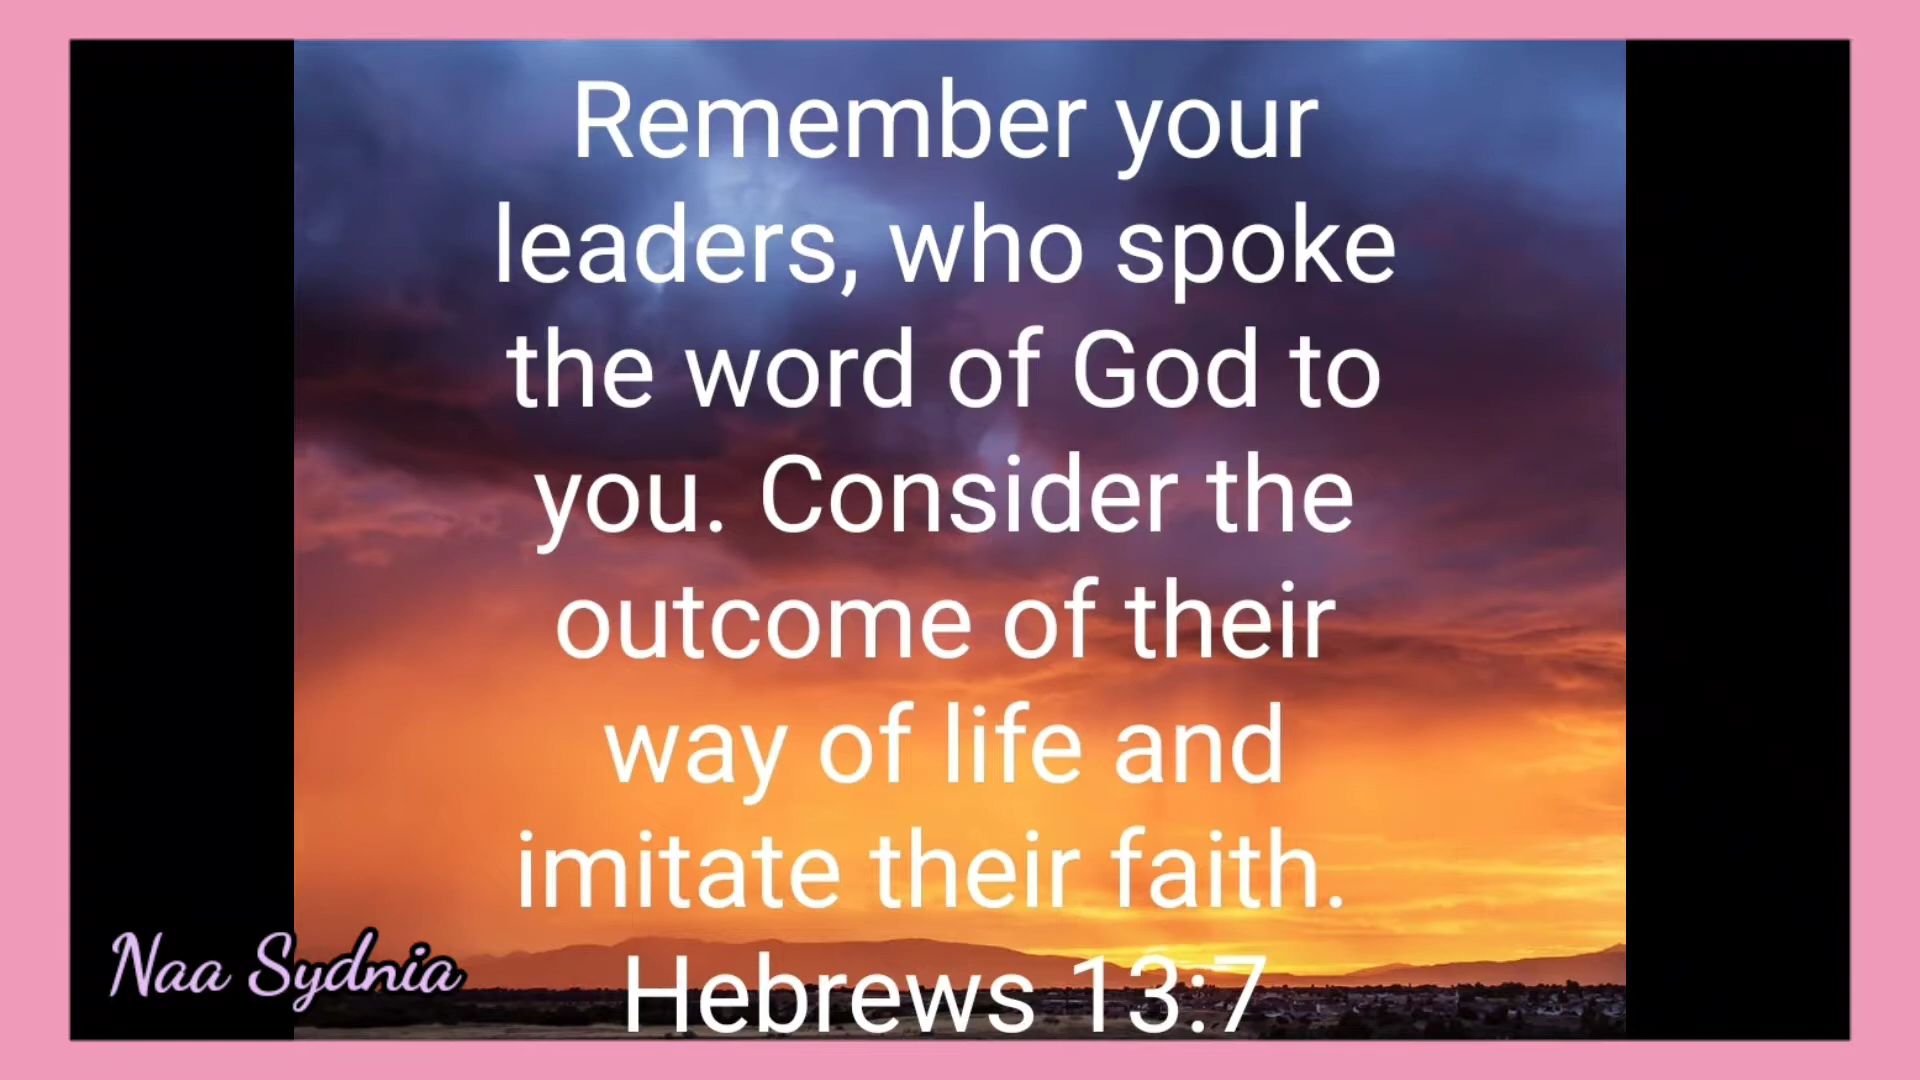 Remember your
leaders, who spoke
the word of God to
you. Consider the
outcome of their
way of life and
imitate their faith.
Hebrews 13:7
Naa Sydnia